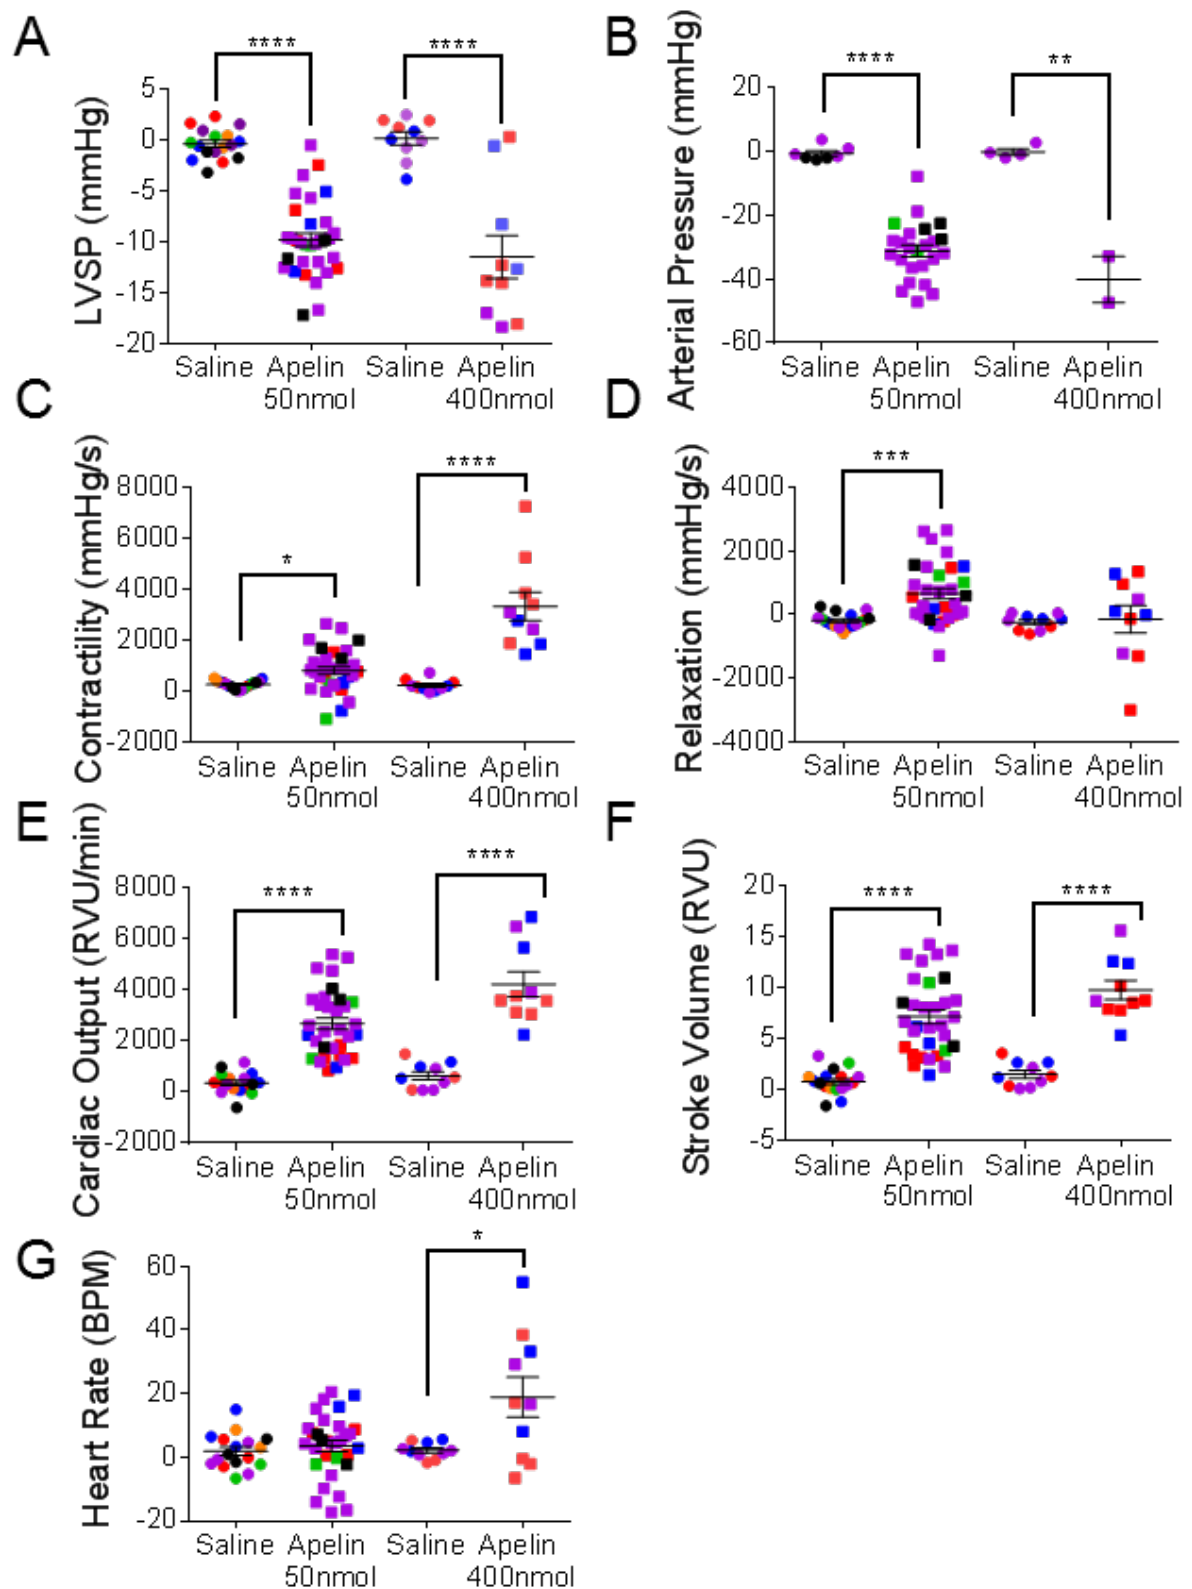 A
LVSP (mmHg)
****
****
5
0
-5
-10
-15
-20
Saline
Apelin
50nmol
Saline
Apelin
400nmol
B
Arterial Pressure (mmHg)
****
**
20
0
-20
-40
-60
Saline
Apelin
50nmol
Saline
Apelin
400nmol
C
Contractility (mmHg/s)
*
****
8000
6000
4000
2000
0
-2000
Saline
Apelin
50nmol
Saline
Apelin
400nmol
D
Relaxation (mmHg/s)
***
4000
2000
0
-2000
-4000
Saline
Apelin
50nmol
Saline
Apelin
400nmol
E
Cardiac Output (RVU/min)
****
****
8000
6000
4000
2000
0
-2000
Saline
Apelin
50nmol
Saline
Apelin
400nmol
F
Stroke Volume (RVU)
****
****
20
15
10
5
0
-5
Saline
Apelin
50nmol
Saline
Apelin
400nmol
G
Heart Rate (BPM)
*
60
40
20
0
-20
Saline
Apelin
50nmol
Saline
Apelin
400nmol